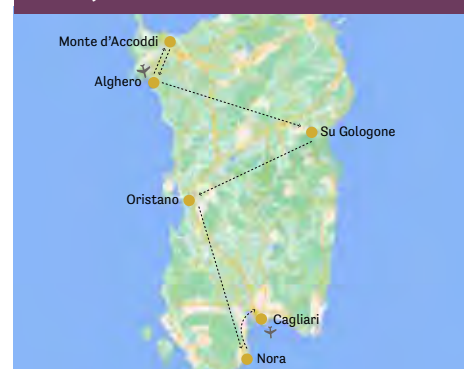 Monte d'Accoddi
Alghero
Su Gologone
Oristano
Cagliari
Nora